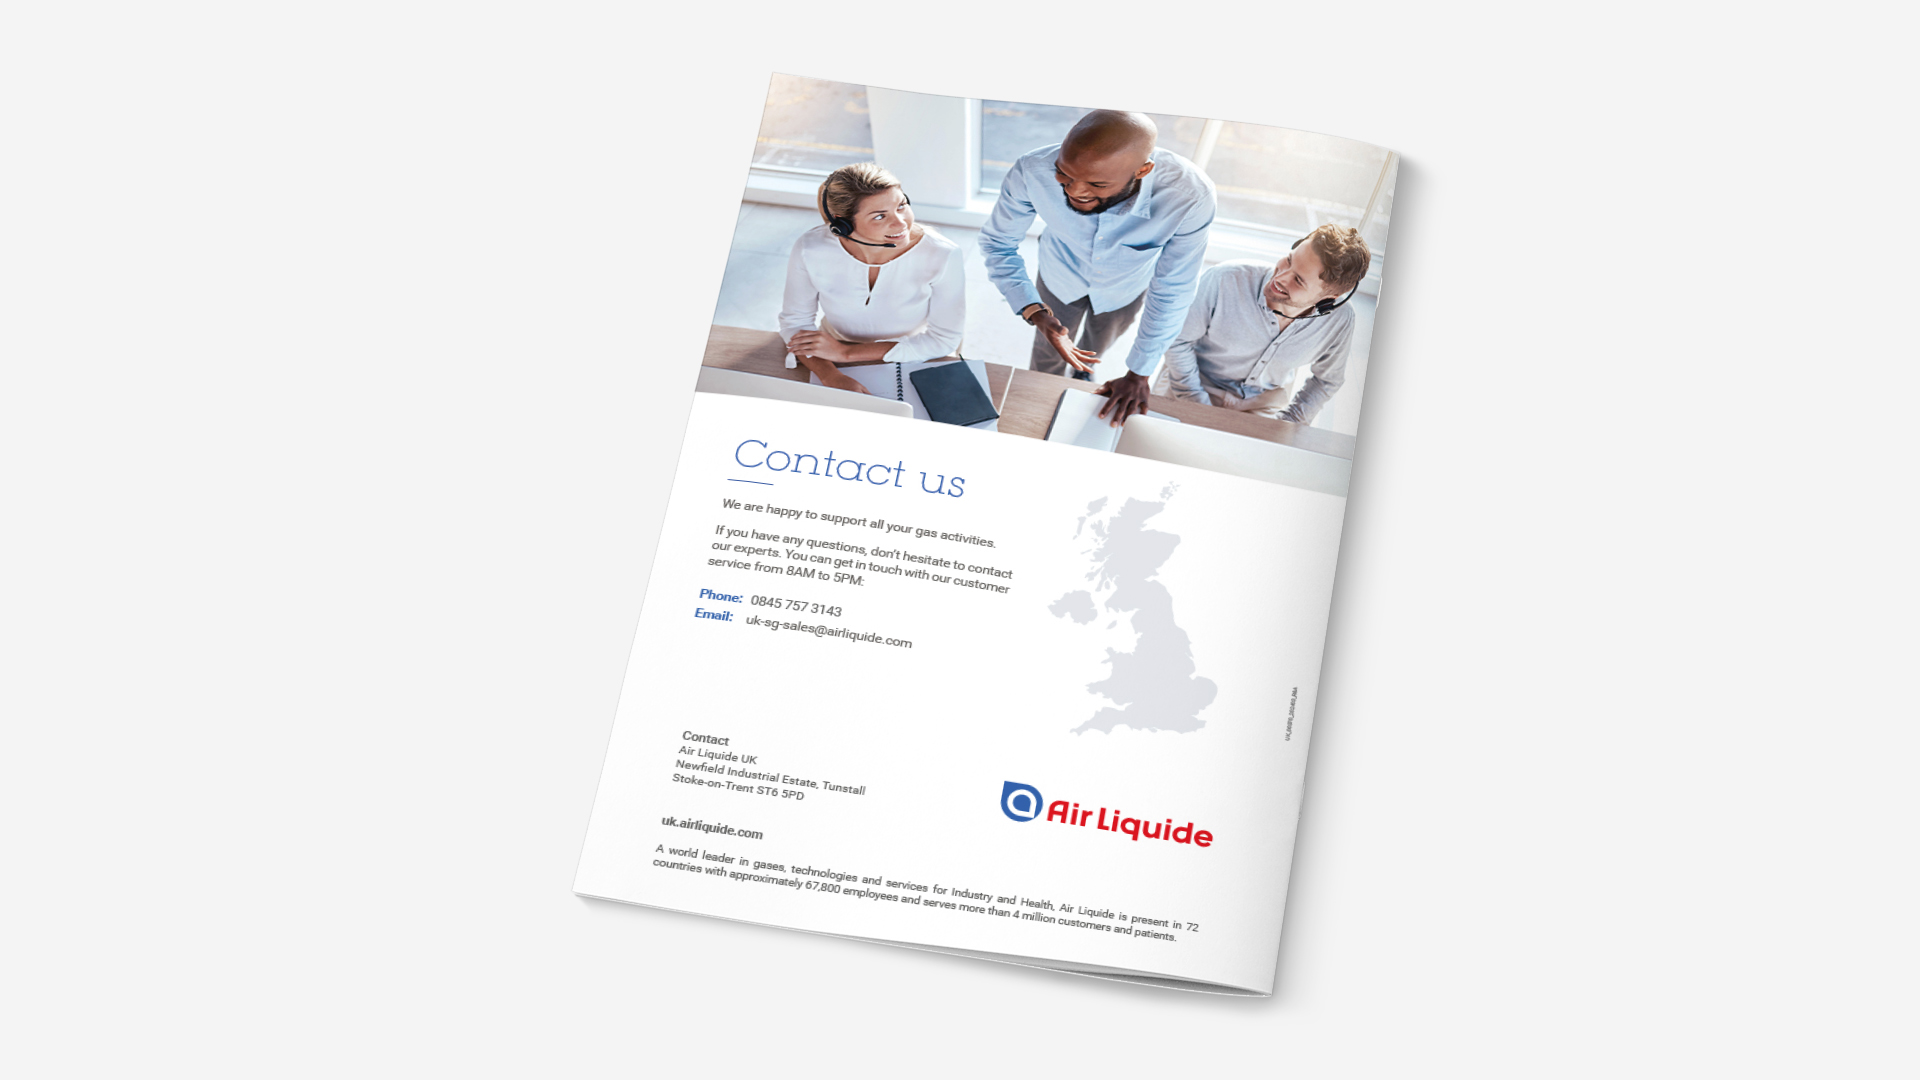 Contact us
We are happy to support all your gas activities.
If you have any questions, don't hesitate to contact
our experts. You can get in touch with our customer
service from 8AM to 5PM:
Phone: 0845 757 3143
Email: uk-sg-sales@airliquide.com
Contact
Air Liquide UK
Newfield Industrial Estate, Tunstall
Stoke-on-Trent ST6 5PD
Air Liquide
uk.airliquide.com
A world leader in gases, technologies and services for Industry and Health, Air Liquide is present in 72
countries with approximately 67,800 employees and serves more than 4 million customers and patients.